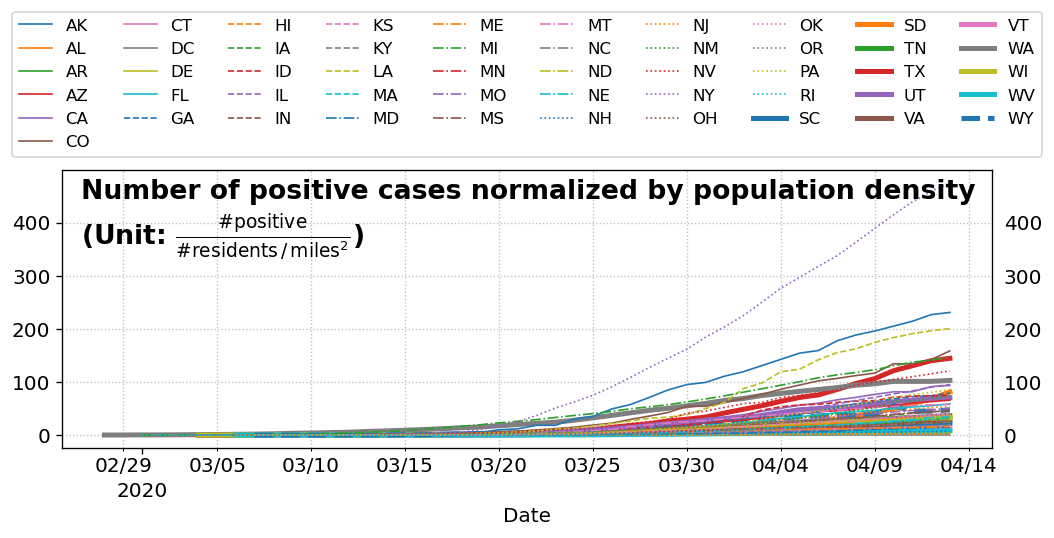 AK CT HI KS ME MT NJ OK SD VT
AL DC IA KY MI NC NM OR TN WA
AR DE ID LA MN ND NV PA TX WI
AZ FL IL MA MO NE NY RI UT WV
CA GA IN MD MS NH OH SC VA WY
CO
Number of positive cases normalized by population density
(Unit: #positive / #residents / miles²)
400 400
300 300
200 200
100 100
0 0
02/29 03/05 03/10 03/15 03/20 03/25 03/30 04/04 04/09 04/14
2020
Date